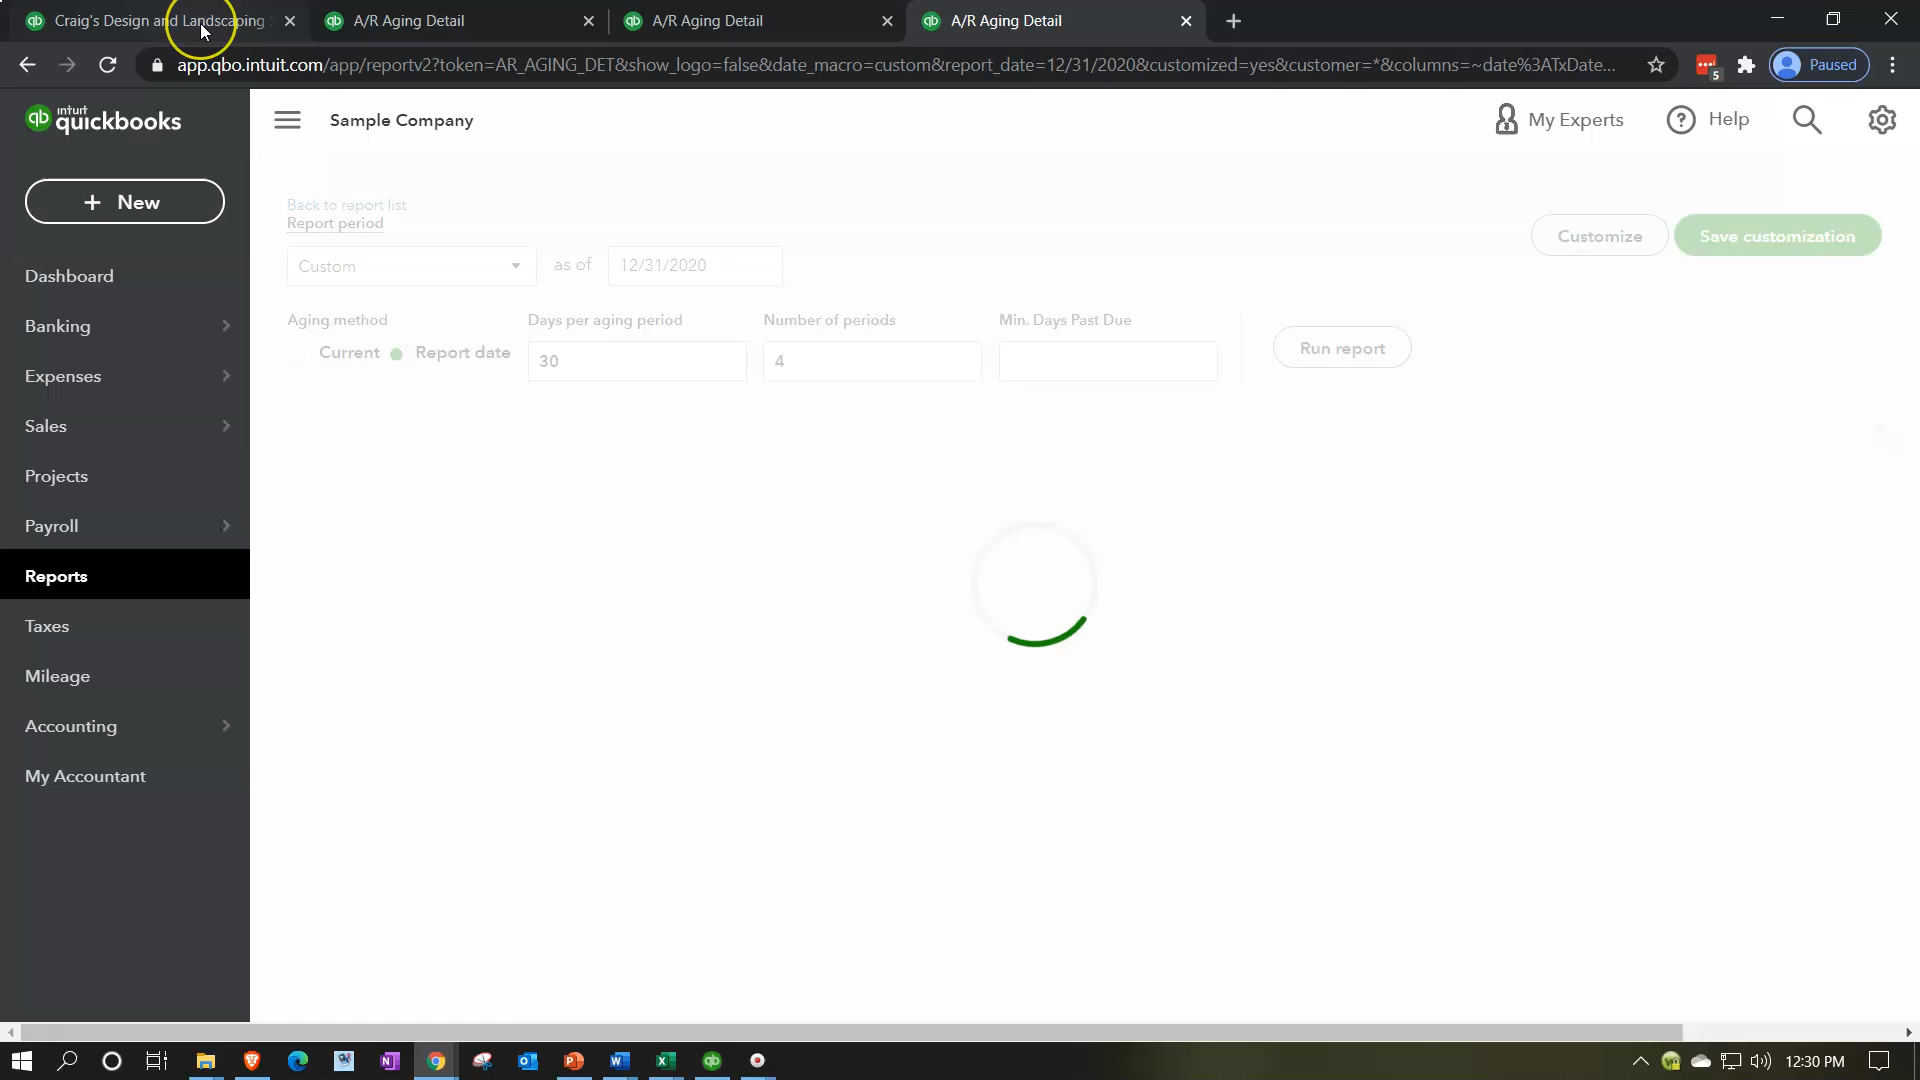 Craig's Design and Landscaping
A/R Aging Detail
A/R Aging Detail
A/R Aging Detail
app.qbo.intuit.com/app/reportv2?token=AR_AGING_DET&show_logo=false&date_macro=custom&report_date=12/31/2020&customized=yes&customer=*&columns=~date%3ATxDate...
5
Paused
qb intuit quickbooks
Sample Company
My Experts
Help
+ New
Dashboard
Banking
Expenses
Sales
Projects
Payroll
Reports
Taxes
Mileage
Accounting
My Accountant
Back to report list
Report period
Custom
as of
12/31/2020
Customize
Save customization
Aging method
Days per aging period
Number of periods
Min. Days Past Due
Current
Report date
30
4
Run report
12:30 PM